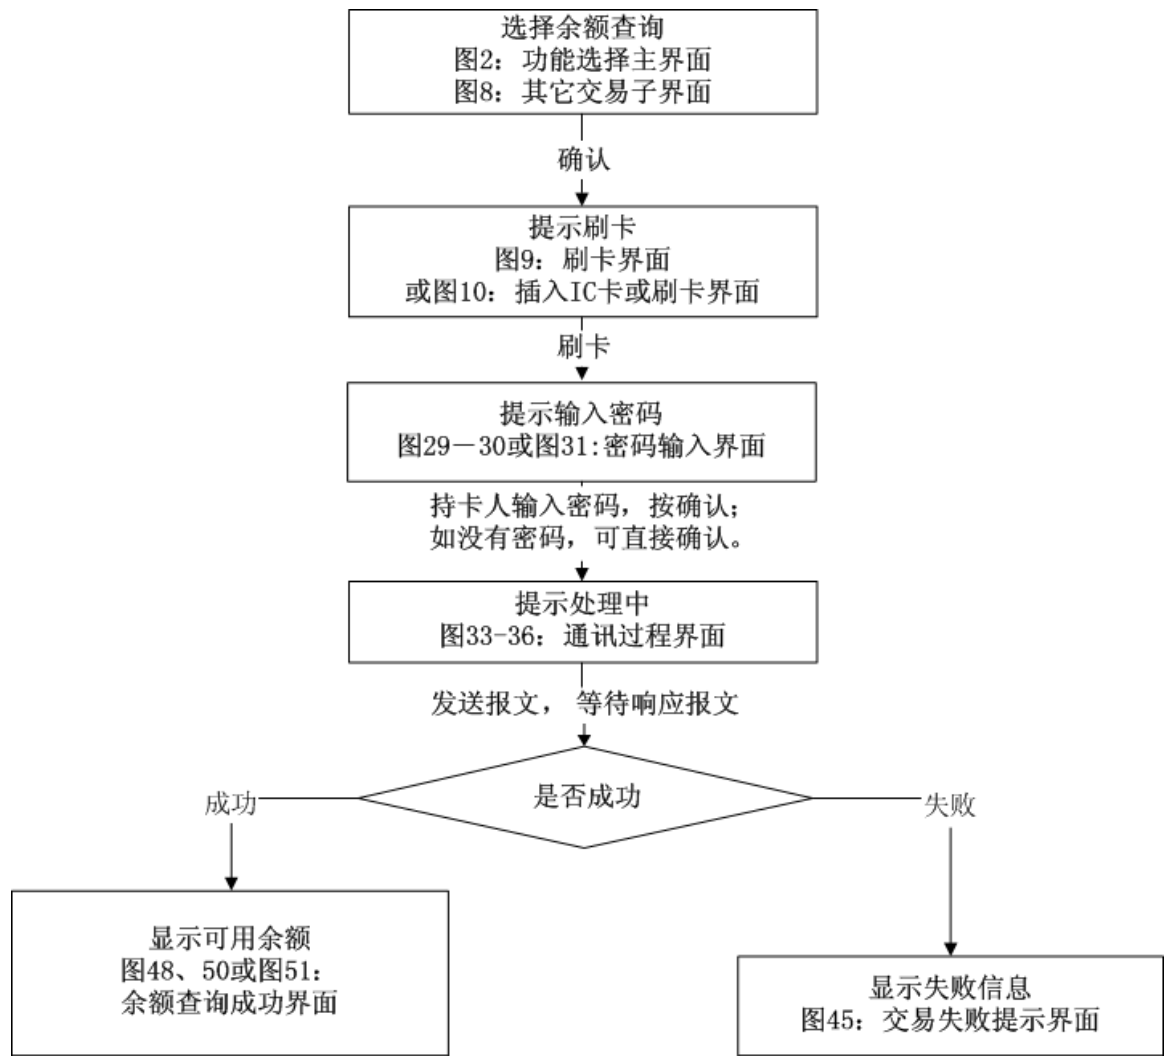 选择余额查询
图2：功能选择主界面
图8：其它交易子界面
确认
提示刷卡
图9：刷卡界面
或图10：插入IC卡或刷卡界面
刷卡
提示输入密码
图29－30或图31:密码输入界面
持卡人输入密码，按确认；
如没有密码，可直接确认。
提示处理中
图33-36：通讯过程界面
发送报文， 等待响应报文
是否成功
成功
失败
显示可用余额
图48、50或图51：
余额查询成功界面
显示失败信息
图45：交易失败提示界面